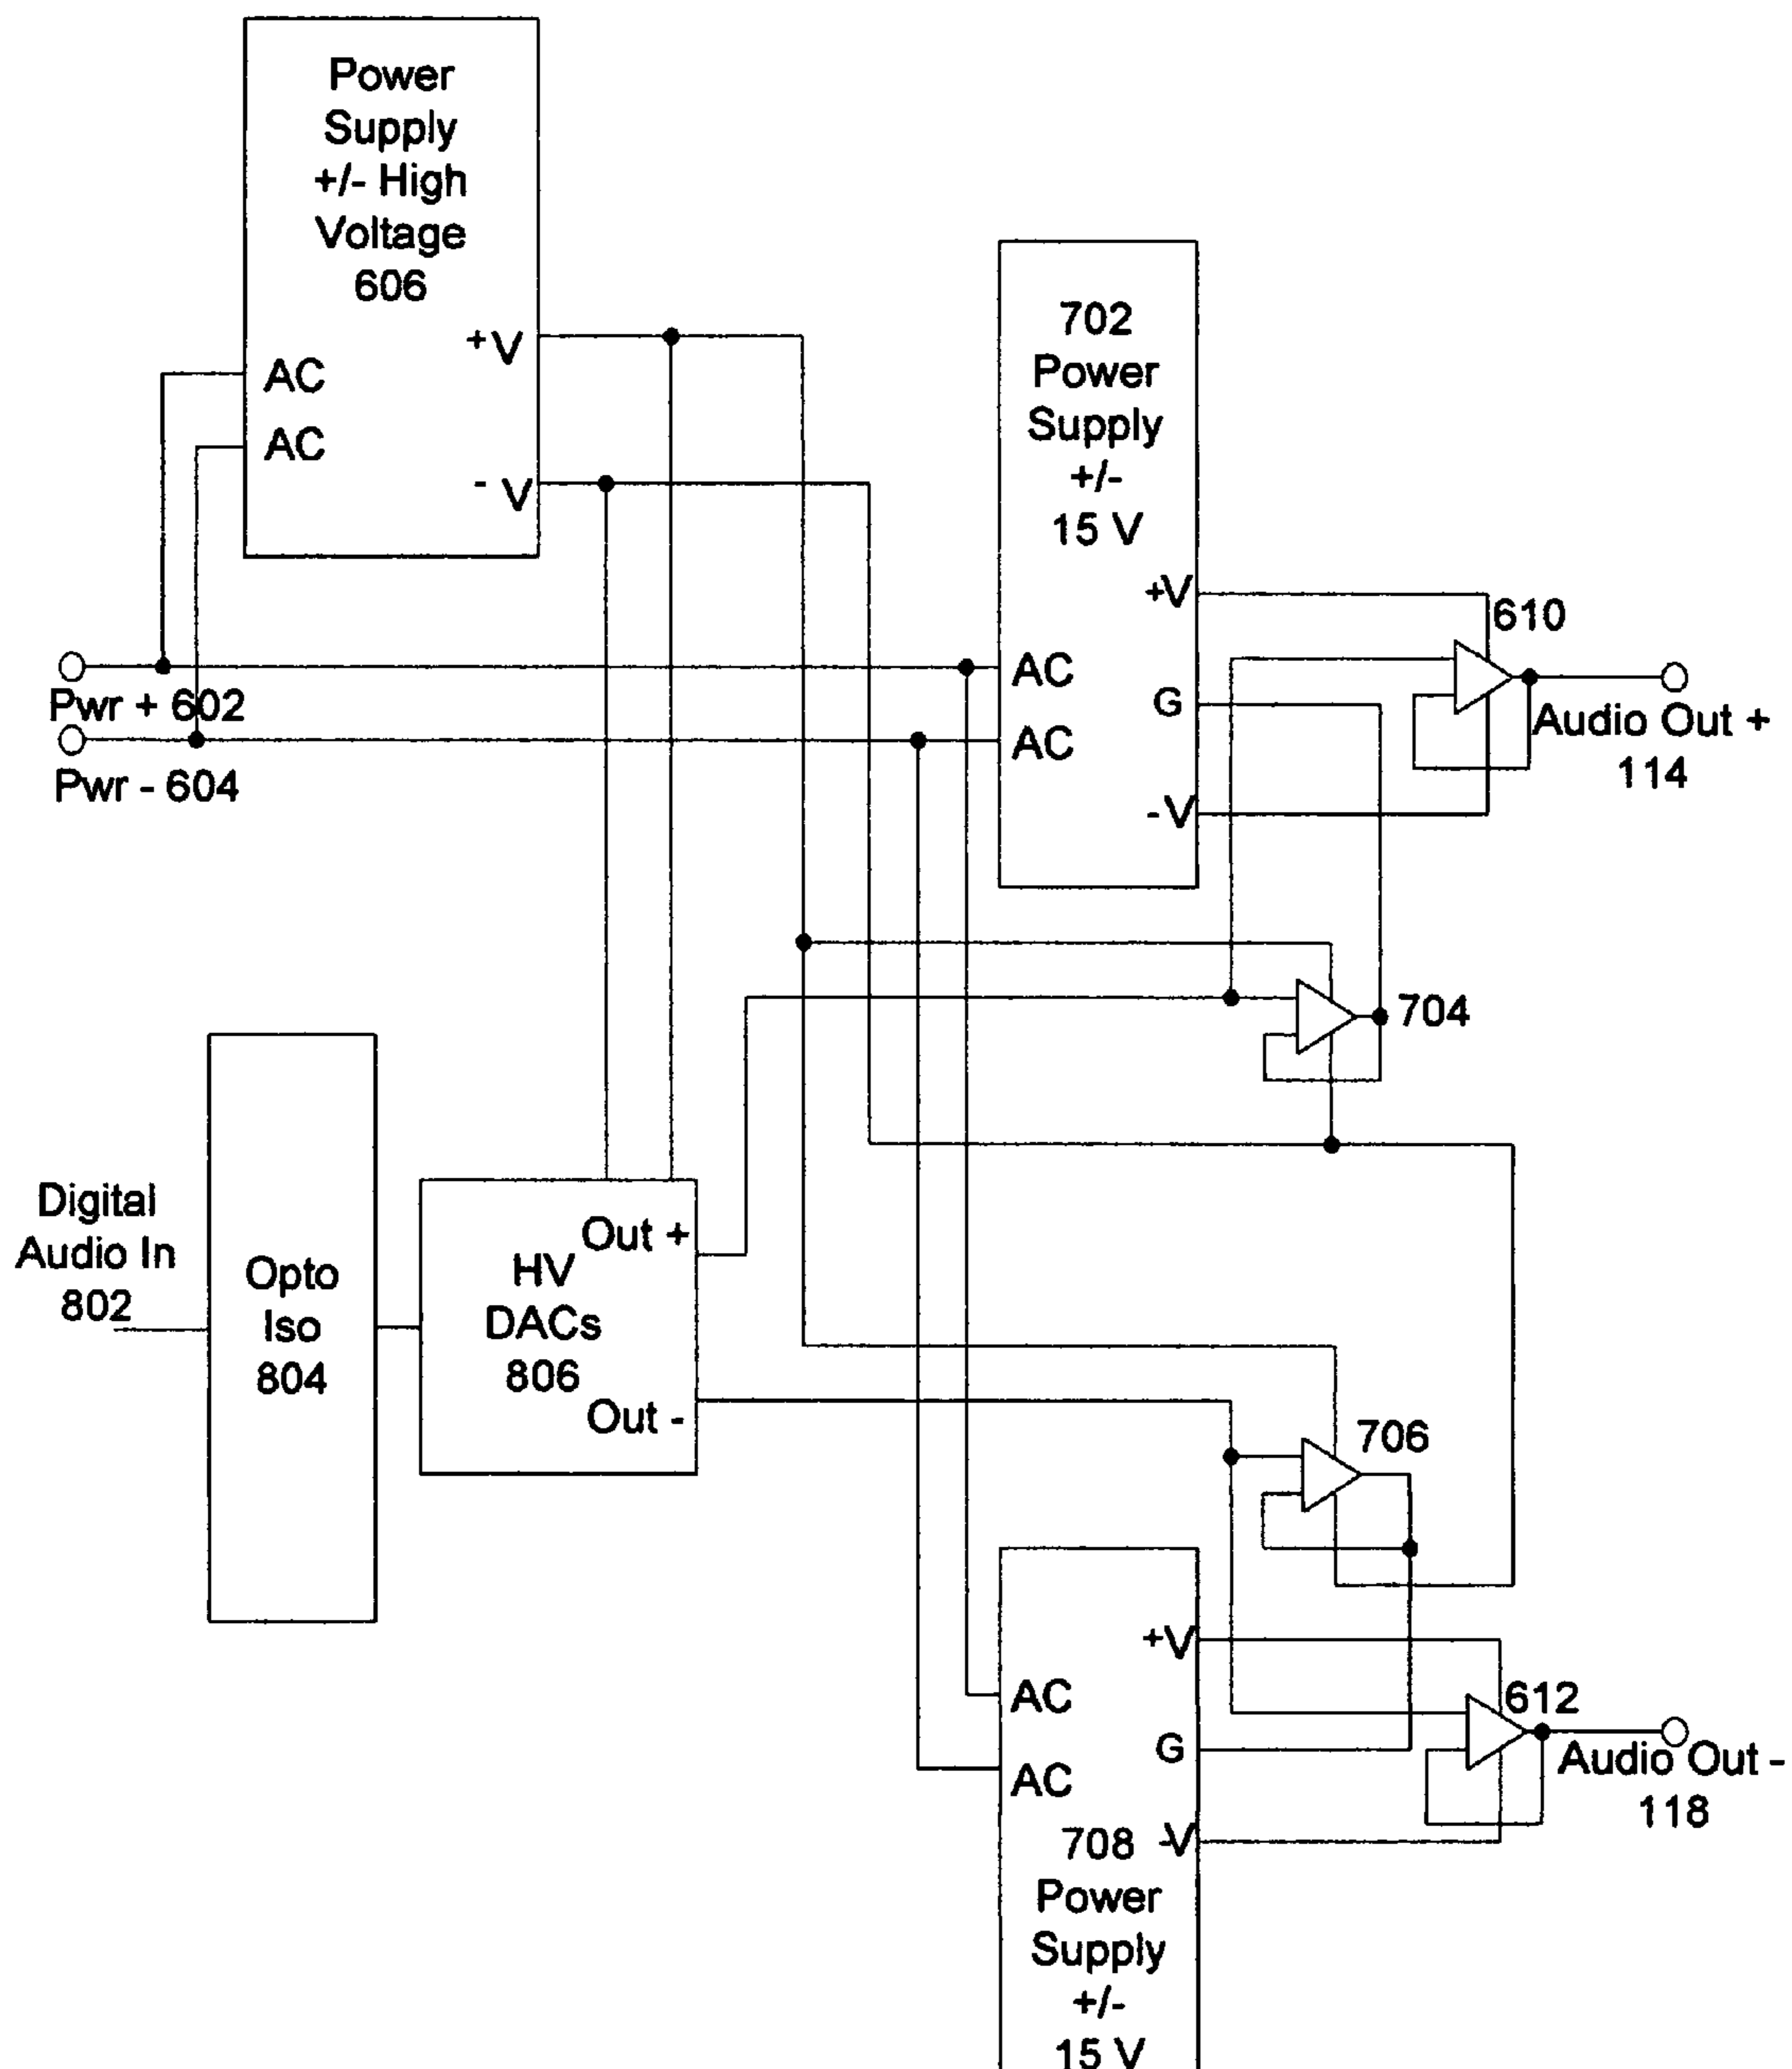 Power
Supply
+/- High
Voltage
606
+V
AC
AC
- V
702
Power
Supply
+/-
15 V
+V
610
AC
G
AC
-V
Pwr + 602
Pwr - 604
Audio Out +
114
704
Digital
Audio In
802
Opto
Iso
804
Out +
HV
DACs
806
Out -
706
+V
AC
612
G
AC
Audio Out -
118
708
-V
Power
Supply
+/-
15 V